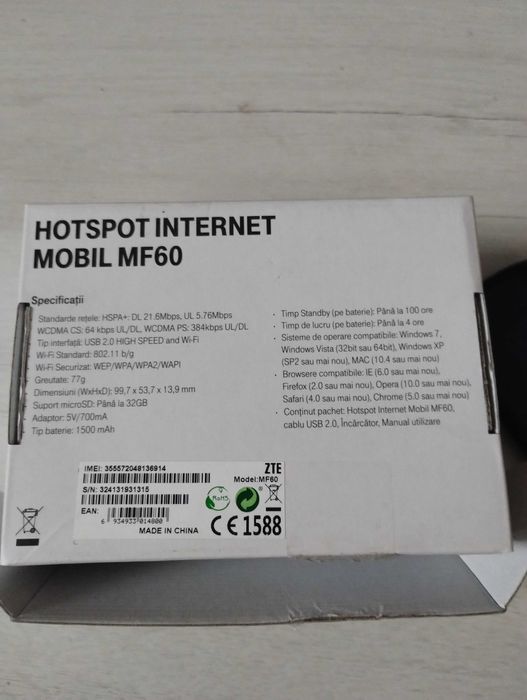 HOTSPOT INTERNET
MOBIL MF60
Specificații
Standarde rețele: HSPA+: DL 21.6Mbps, UL 5.76Mbps
WCDMA CS: 64 kbps UL/DL, WCDMA PS: 384kbps UL/DL
Tip interfață: USB 2.0 HIGH SPEED and Wi-Fi
Wi-Fi Standard: 802.11 b/g
Wi-Fi Securizat: WEP/WPA/WPA2/WAPI
Greutate: 77g
Dimensiuni (WxHxD): 99,7 x 53,7 x 13,9 mm
Suport microSD: Până la 32GB
Adaptor: 5V/700mA
Tip baterie: 1500 mAh
· Timp Standby (pe baterie): Până la 100 ore
· Timp de lucru (pe baterie): Până la 4 ore
· Sisteme de operare compatibile: Windows 7,
Windows Vista (32bit sau 64bit), Windows XP
(SP2 sau mai nou), MAC (10.4 sau mai nou)
· Browsere compatibile: IE (6.0 sau mai nou),
Firefox (2.0 sau mai nou), Opera (10.0 sau mai nou),
Safari (4.0 sau mai nou), Chrome (5.0 sau mai nou)
· Conținut pachet: Hotspot Internet Mobil MF60,
cablu USB 2.0, Încărcător, Manual utilizare
IMEI: 355572048136914
ZTE
Model:MF60
S/N: 324131931315
RoHS
EAN:
6 934933 014800
MADE IN CHINA
CE 1588